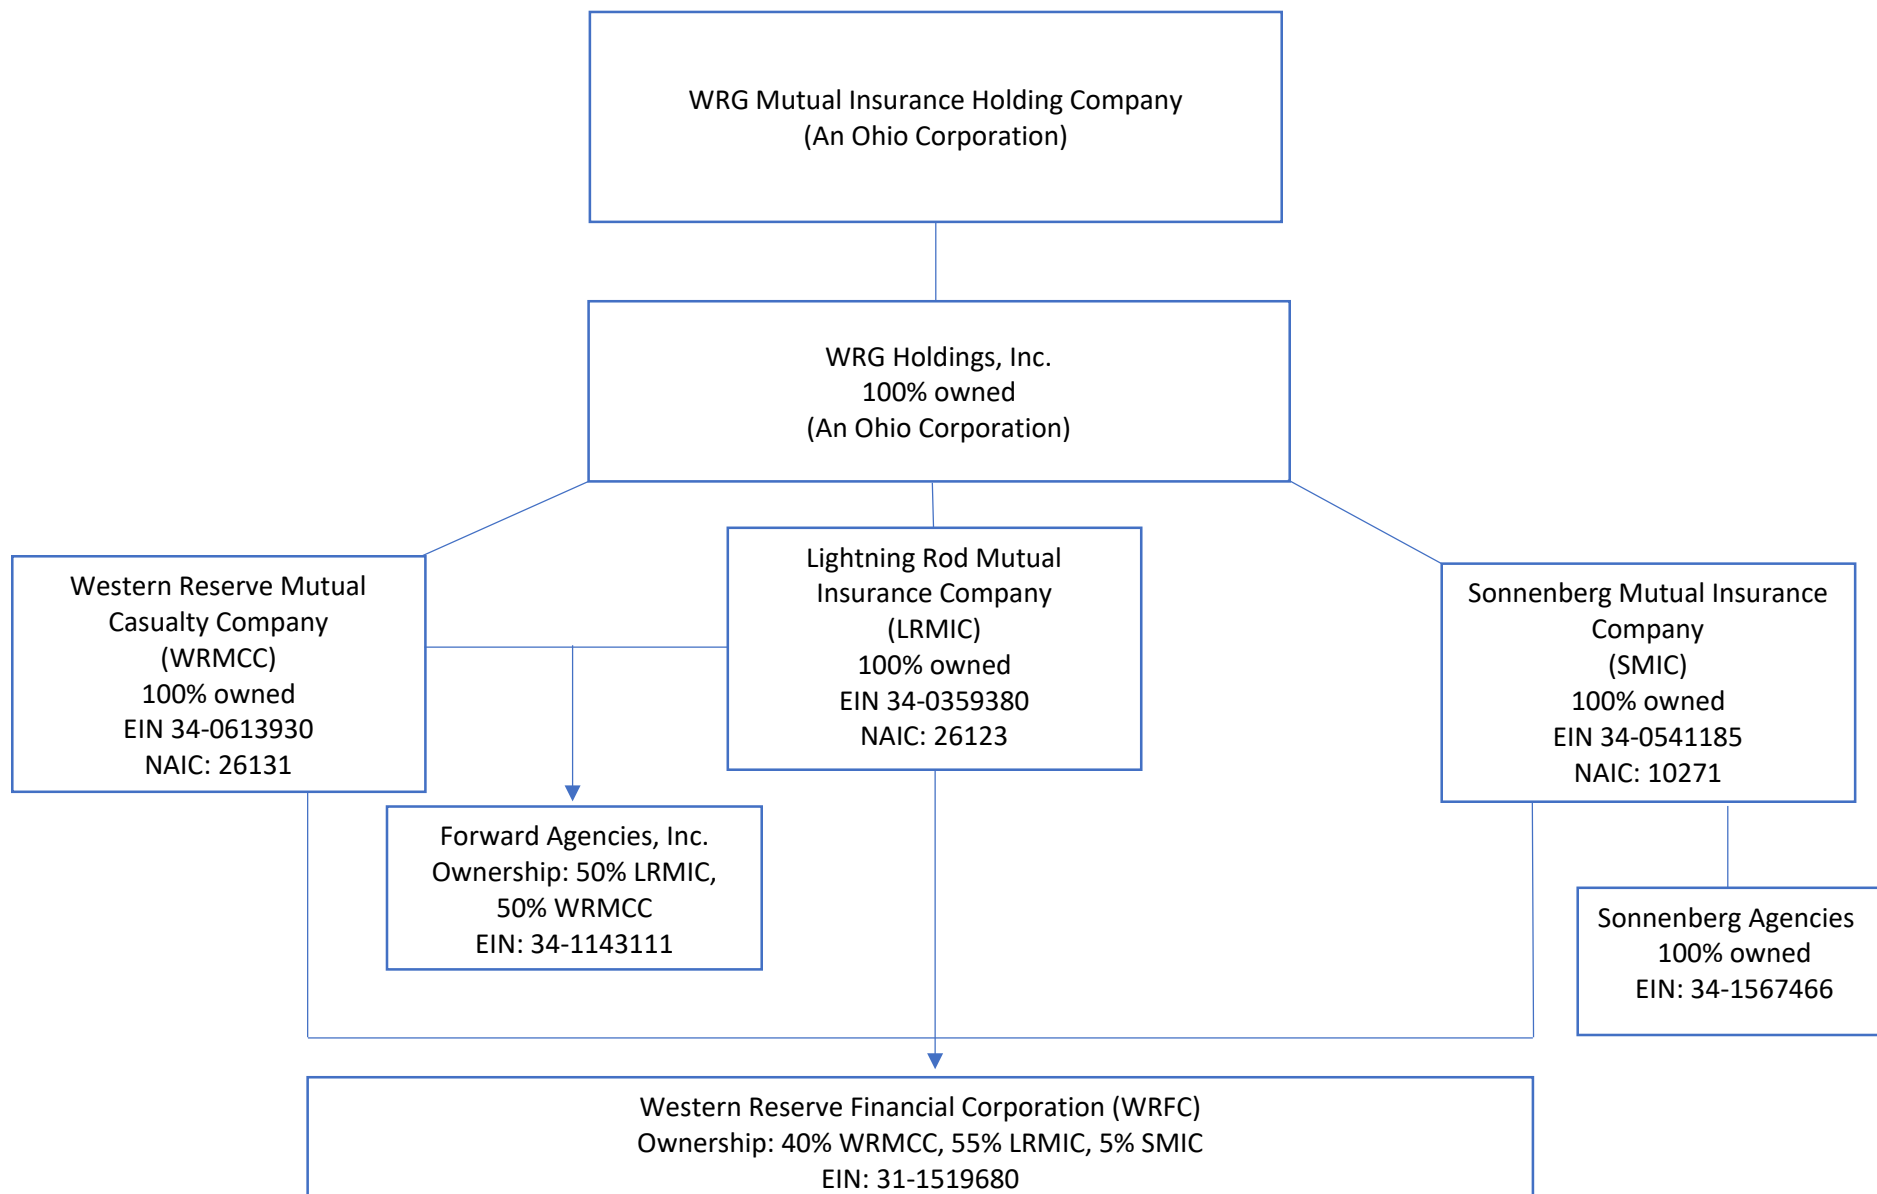 WRG Mutual Insurance Holding Company
(An Ohio Corporation)
WRG Holdings, Inc.
100% owned
(An Ohio Corporation)
Western Reserve Mutual
Casualty Company
(WRMCC)
100% owned
EIN 34-0613930
NAIC: 26131
Lightning Rod Mutual
Insurance Company
(LRMIC)
100% owned
EIN 34-0359380
NAIC: 26123
Sonnenberg Mutual Insurance
Company
(SMIC)
100% owned
EIN 34-0541185
NAIC: 10271
Forward Agencies, Inc.
Ownership: 50% LRMIC,
50% WRMCC
EIN: 34-1143111
Sonnenberg Agencies
100% owned
EIN: 34-1567466
Western Reserve Financial Corporation (WRFC)
Ownership: 40% WRMCC, 55% LRMIC, 5% SMIC
EIN: 31-1519680